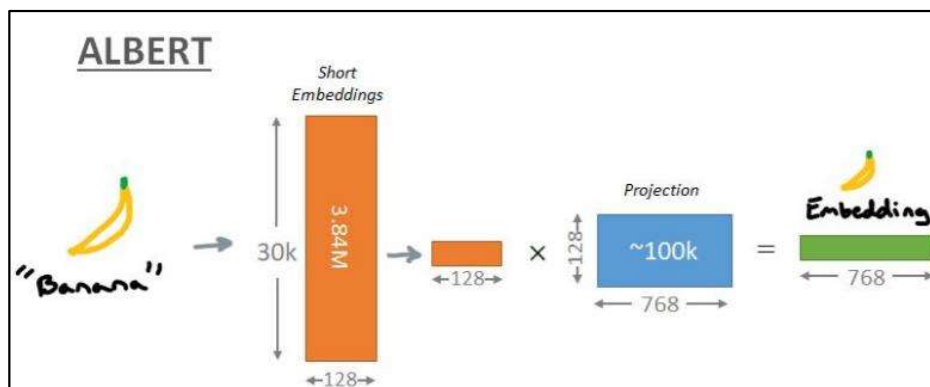 ALBERT
Short
Embeddings
30k
3.84M
128
"Banana"
128
×
Projection
128
~100k
768
=
Embedding
768